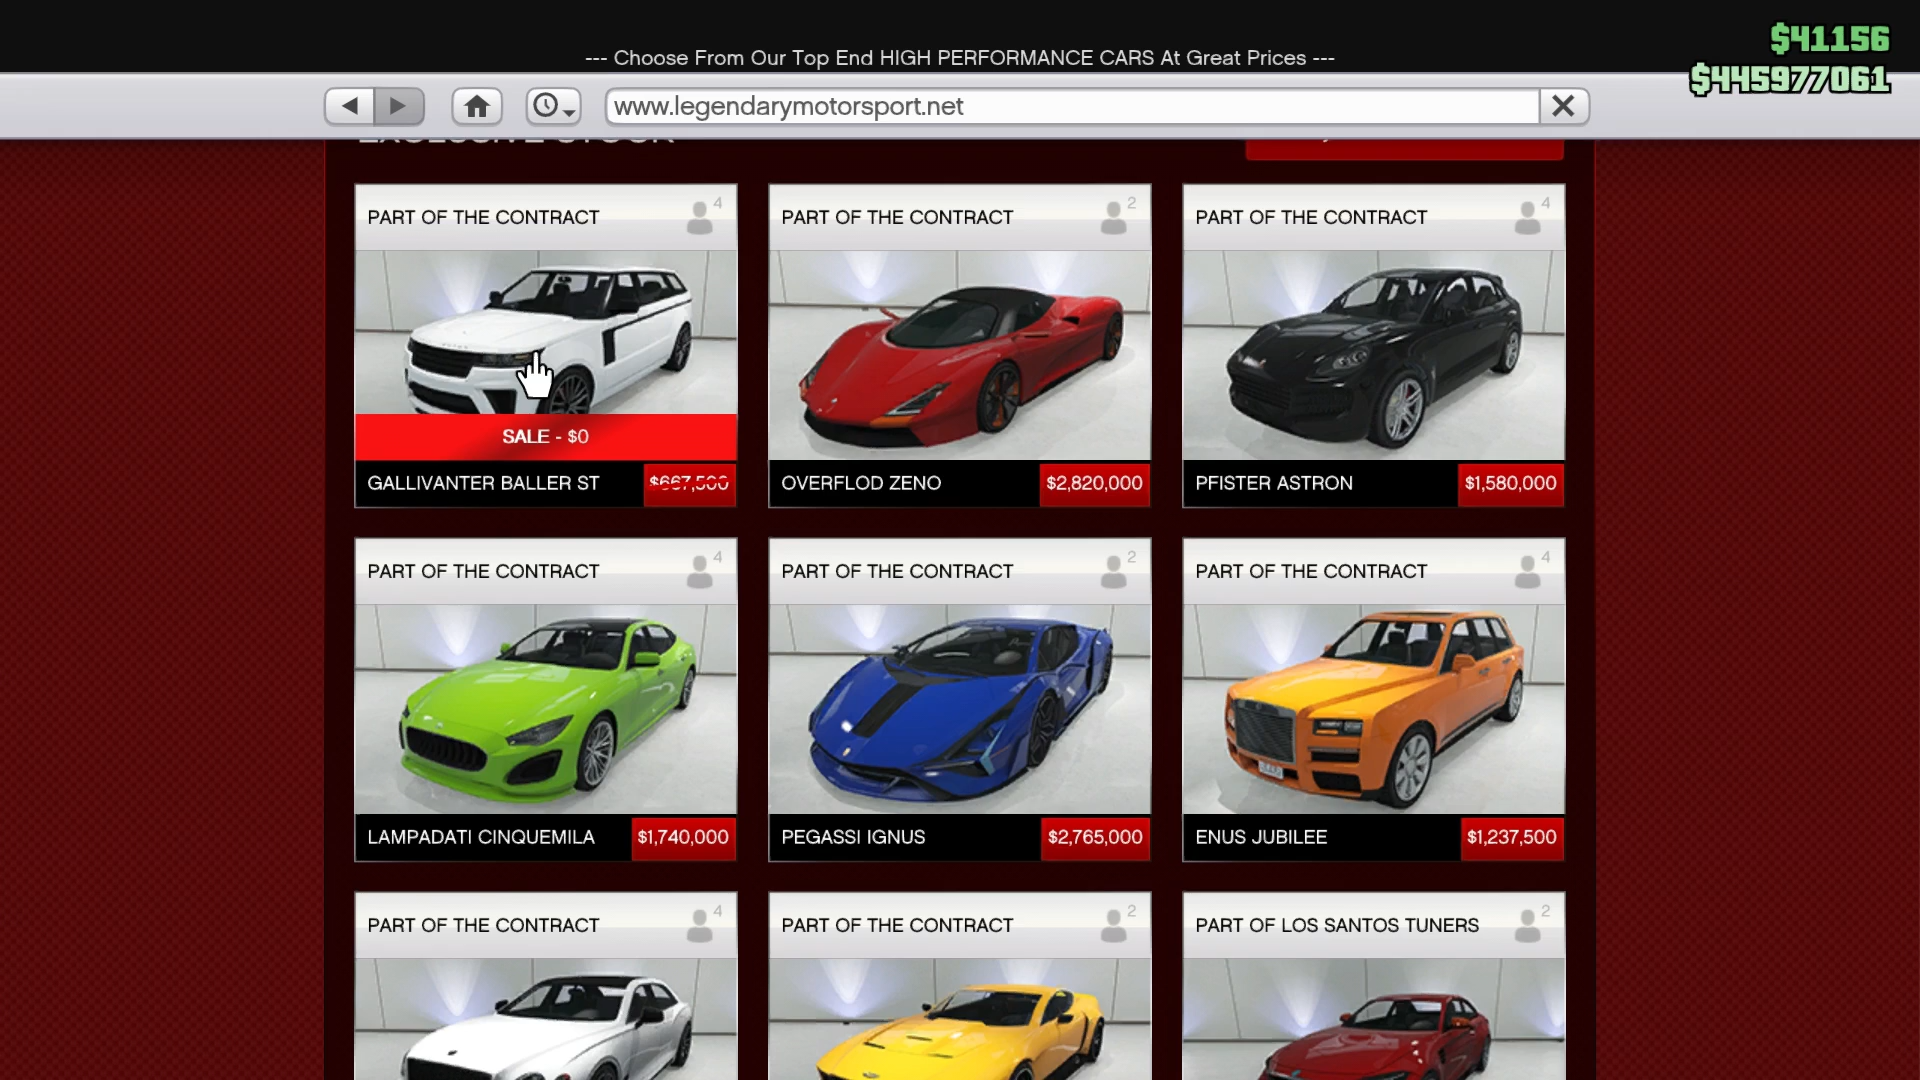 --- Choose From Our Top End HIGH PERFORMANCE CARS At Great Prices ---
$41156
$445977061
www.legendarymotorsport.net
EXCLUSIVE STOCK
PART OF THE CONTRACT 4
PART OF THE CONTRACT 2
PART OF THE CONTRACT 4
SALE - $0
GALLIVANTER BALLER ST $667,500
OVERFLOD ZENO $2,820,000
PFISTER ASTRON $1,580,000
PART OF THE CONTRACT 4
PART OF THE CONTRACT 2
PART OF THE CONTRACT 4
LAMPADATI CINQUEMILA $1,740,000
PEGASSI IGNUS $2,765,000
ENUS JUBILEE $1,237,500
PART OF THE CONTRACT 4
PART OF THE CONTRACT 2
PART OF LOS SANTOS TUNERS 2